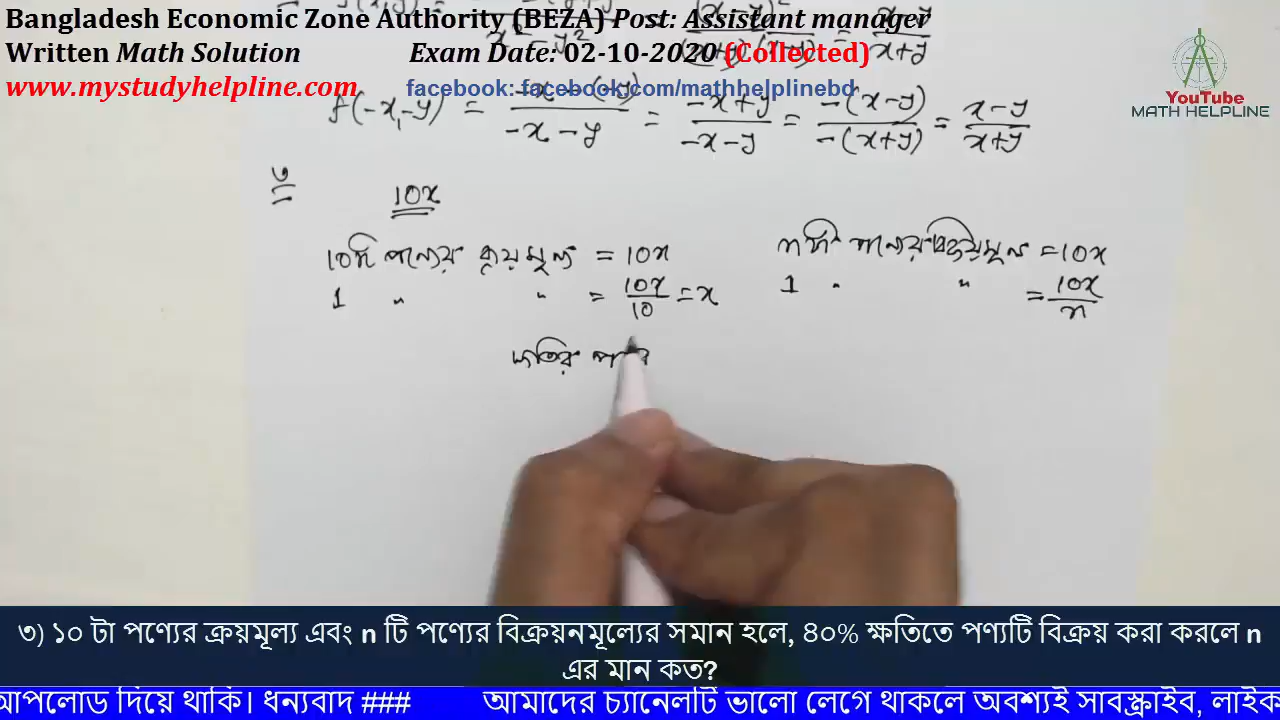 Bangladesh Economic Zone Authority (BEZA) Post: Assistant manager
Written Math Solution Exam Date: 02-10-2020 (Collected)
www.mystudyhelpline.com facebook: facebook.com/mathhelplinebd
YouTube
MATH HELPLINE
f(-x,-y) = -x-(-y)/-x-y = -x+y/-x-y = -(x-y)/-(x+y) = x-y/x+y
৩
10x
10টি পন্যের ক্রয়মূল্য = 10x
1 " " = 10x/10 = x
n টি পন্যের বিক্রয়মূল্য = 10x
1 " " = 10x/n
ক্ষতির
৩) ১০ টা পণ্যের ক্রয়মূল্য এবং n টি পণ্যের বিক্রয়নমূল্যের সমান হলে, ৪০% ক্ষতিতে পণ্যটি বিক্রয় করা করলে n
এর মান কত?
আপলোড দিয়ে থাকি। ধন্যবাদ ### আমাদের চ্যানেলটি ভালো লেগে থাকলে অবশ্যই সাবস্ক্রাইব, লাইক